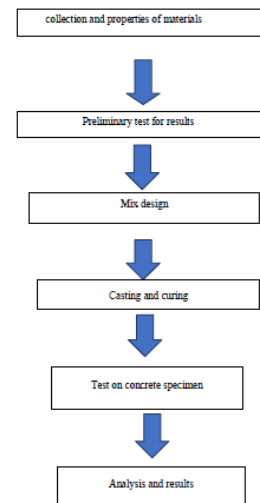 collection and properties of materials
Preliminary test for results
Mix design
Casting and curing
Test on concrete specimen
Analysis and results